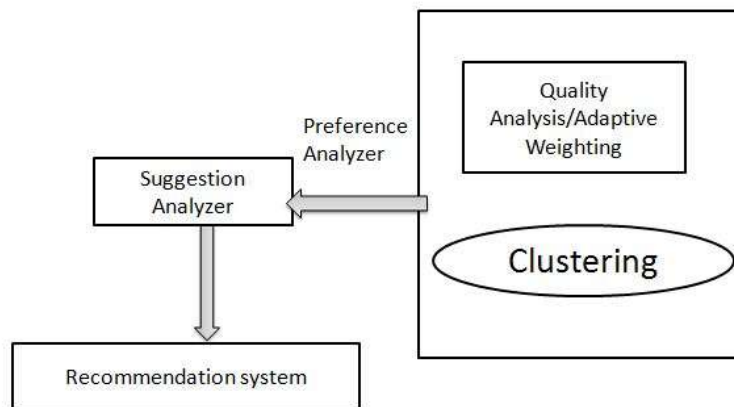 Quality
Analysis/Adaptive
Weighting
Preference
Analyzer
Suggestion
Analyzer
Clustering
Recommendation system